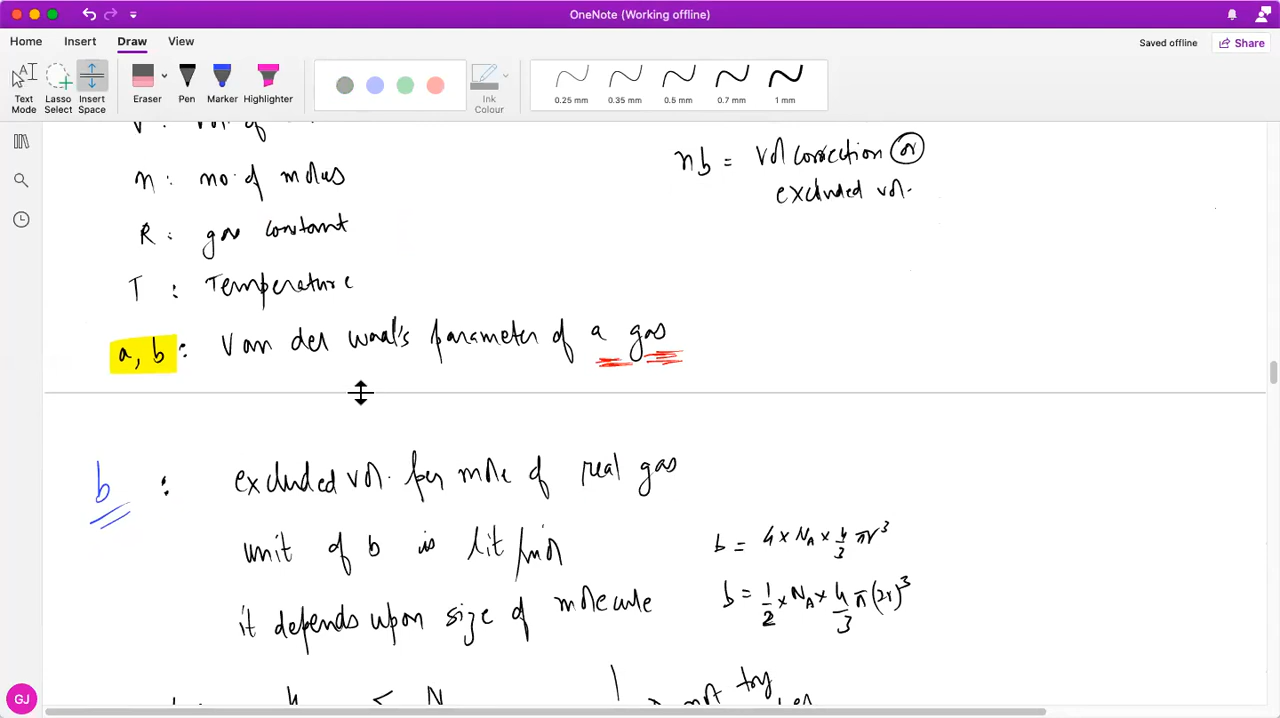 OneNote (Working offline)
Home Insert Draw View
Saved offline Share
Text Mode
Lasso Select
Insert Space
Eraser
Pen
Marker
Highlighter
Ink Colour
0.25 mm 0.35 mm 0.5 mm 0.7 mm 1 mm
nb = vol correction or
excluded vol.
n : no. of moles
R : gas constant
T : Temperature
a, b : Van der waal's parameter of a gas
b : excluded vol. per mole of real gas
unit of b is lit/mol
b = 4 × NA × 4/3 πr³
b = 1/2 × NA × 4/3 π(2r)³
it depends upon size of molecule
not try
GJ